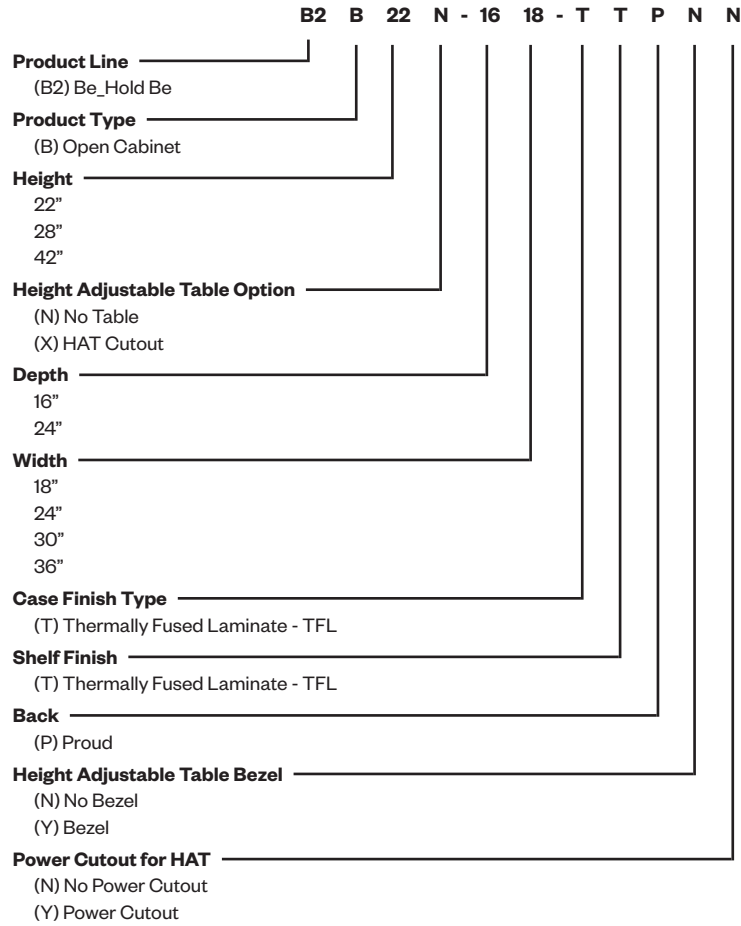 B2 B 22 N - 16 18 - T T P N N
Product Line
(B2) Be_Hold Be
Product Type
(B) Open Cabinet
Height
22”
28”
42”
Height Adjustable Table Option
(N) No Table
(X) HAT Cutout
Depth
16”
24”
Width
18”
24”
30”
36”
Case Finish Type
(T) Thermally Fused Laminate - TFL
Shelf Finish
(T) Thermally Fused Laminate - TFL
Back
(P) Proud
Height Adjustable Table Bezel
(N) No Bezel
(Y) Bezel
Power Cutout for HAT
(N) No Power Cutout
(Y) Power Cutout